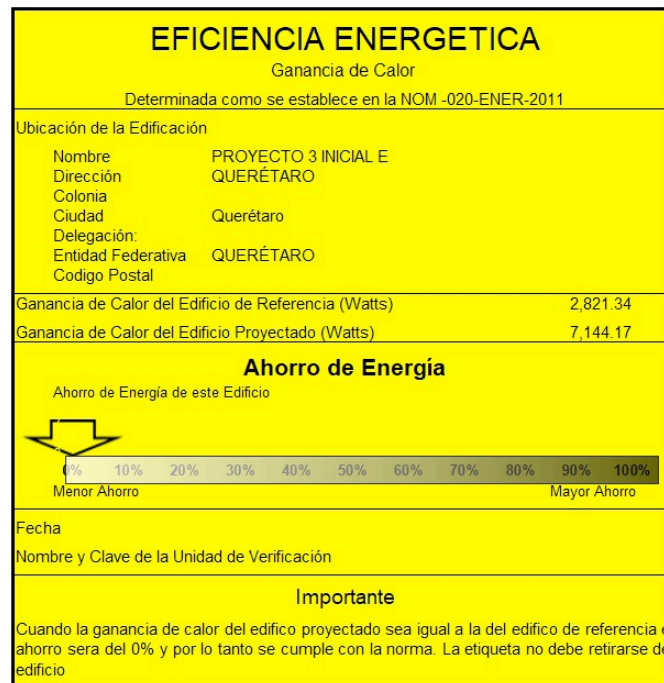 EFICIENCIA ENERGETICA
Ganancia de Calor
Determinada como se establece en la NOM -020-ENER-2011
Ubicación de la Edificación
Nombre PROYECTO 3 INICIAL E
Dirección QUERÉTARO
Colonia
Ciudad Querétaro
Delegación:
Entidad Federativa QUERÉTARO
Codigo Postal
Ganancia de Calor del Edificio de Referencia (Watts) 2,821.34
Ganancia de Calor del Edificio Proyectado (Watts) 7,144.17
Ahorro de Energía
Ahorro de Energía de este Edificio
0% 10% 20% 30% 40% 50% 60% 70% 80% 90% 100%
Menor Ahorro Mayor Ahorro
Fecha
Nombre y Clave de la Unidad de Verificación
Importante
Cuando la ganancia de calor del edifico proyectado sea igual a la del edifico de referencia e
ahorro sera del 0% y por lo tanto se cumple con la norma. La etiqueta no debe retirarse de
edificio